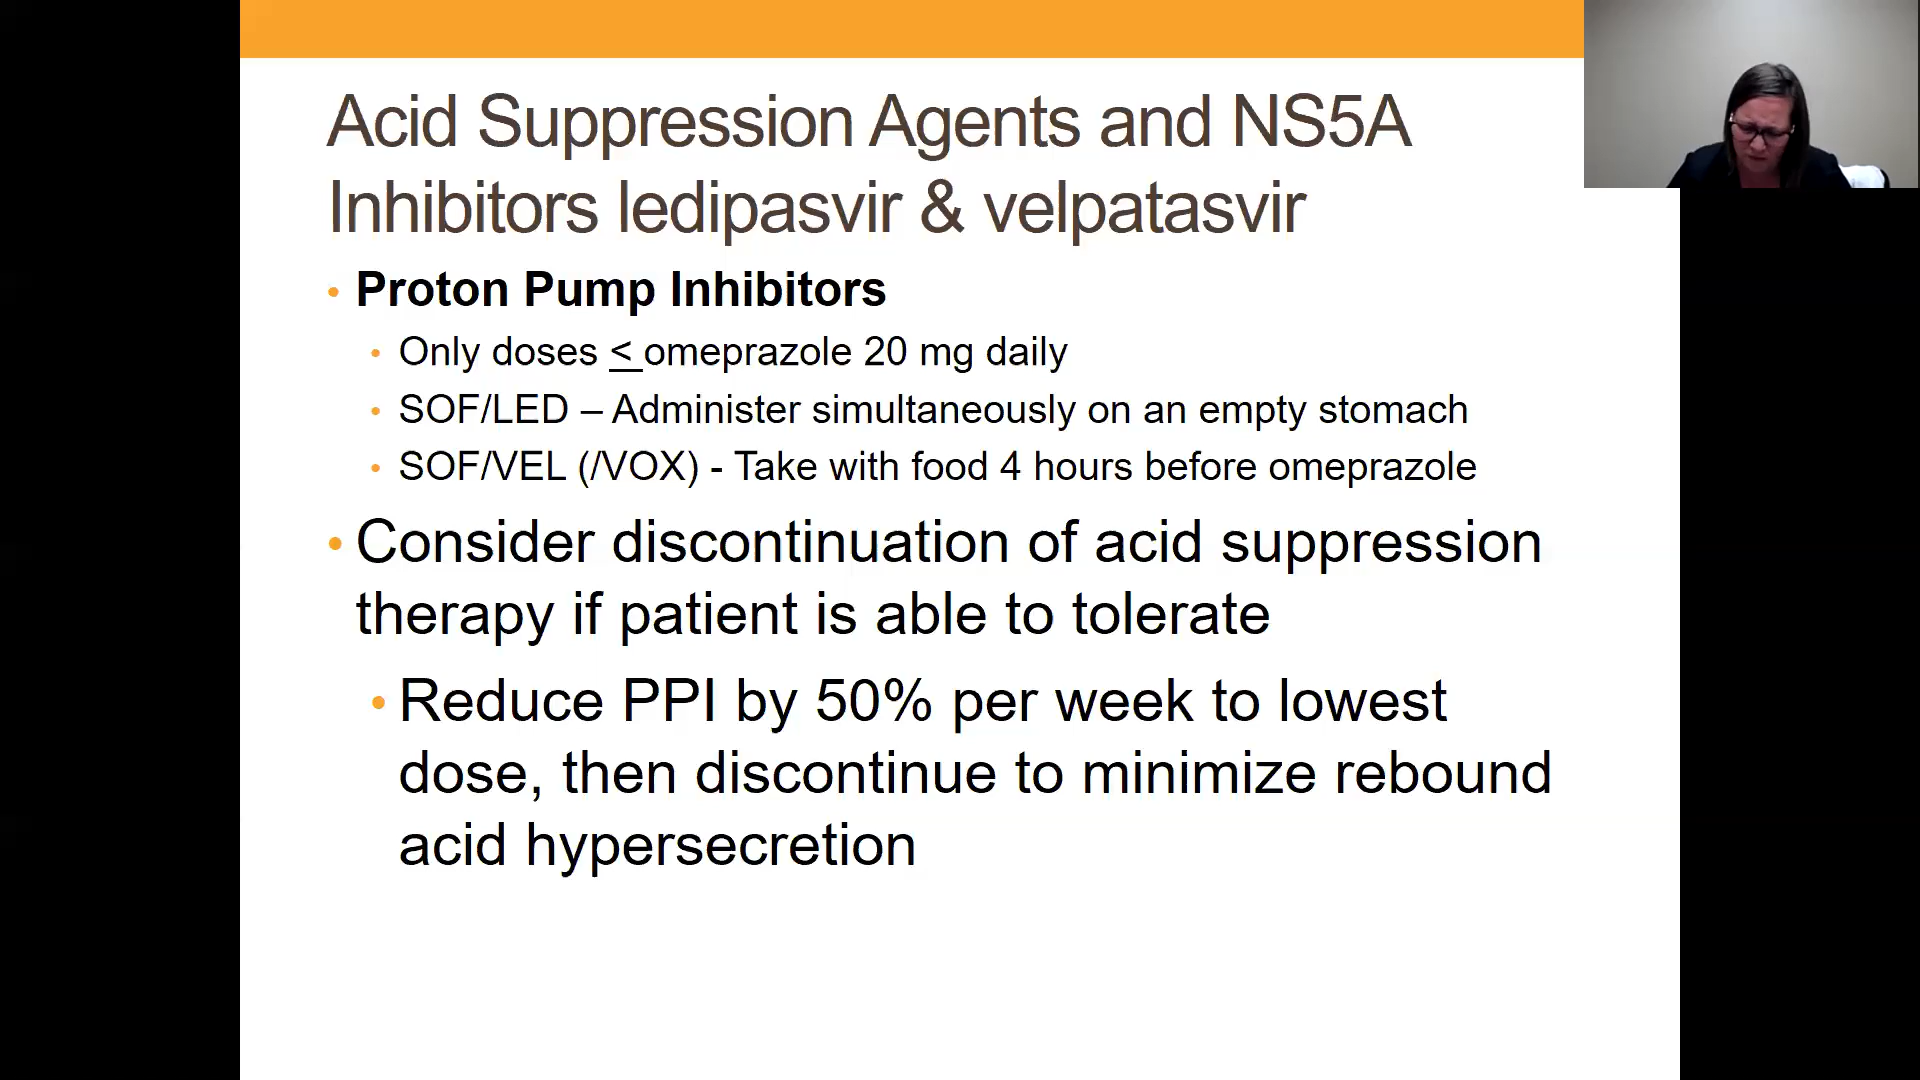 Acid Suppression Agents and NS5A
Inhibitors ledipasvir & velpatasvir
• Proton Pump Inhibitors
• Only doses < omeprazole 20 mg daily
• SOF/LED – Administer simultaneously on an empty stomach
• SOF/VEL (/VOX) - Take with food 4 hours before omeprazole
• Consider discontinuation of acid suppression
therapy if patient is able to tolerate
• Reduce PPI by 50% per week to lowest
dose, then discontinue to minimize rebound
acid hypersecretion